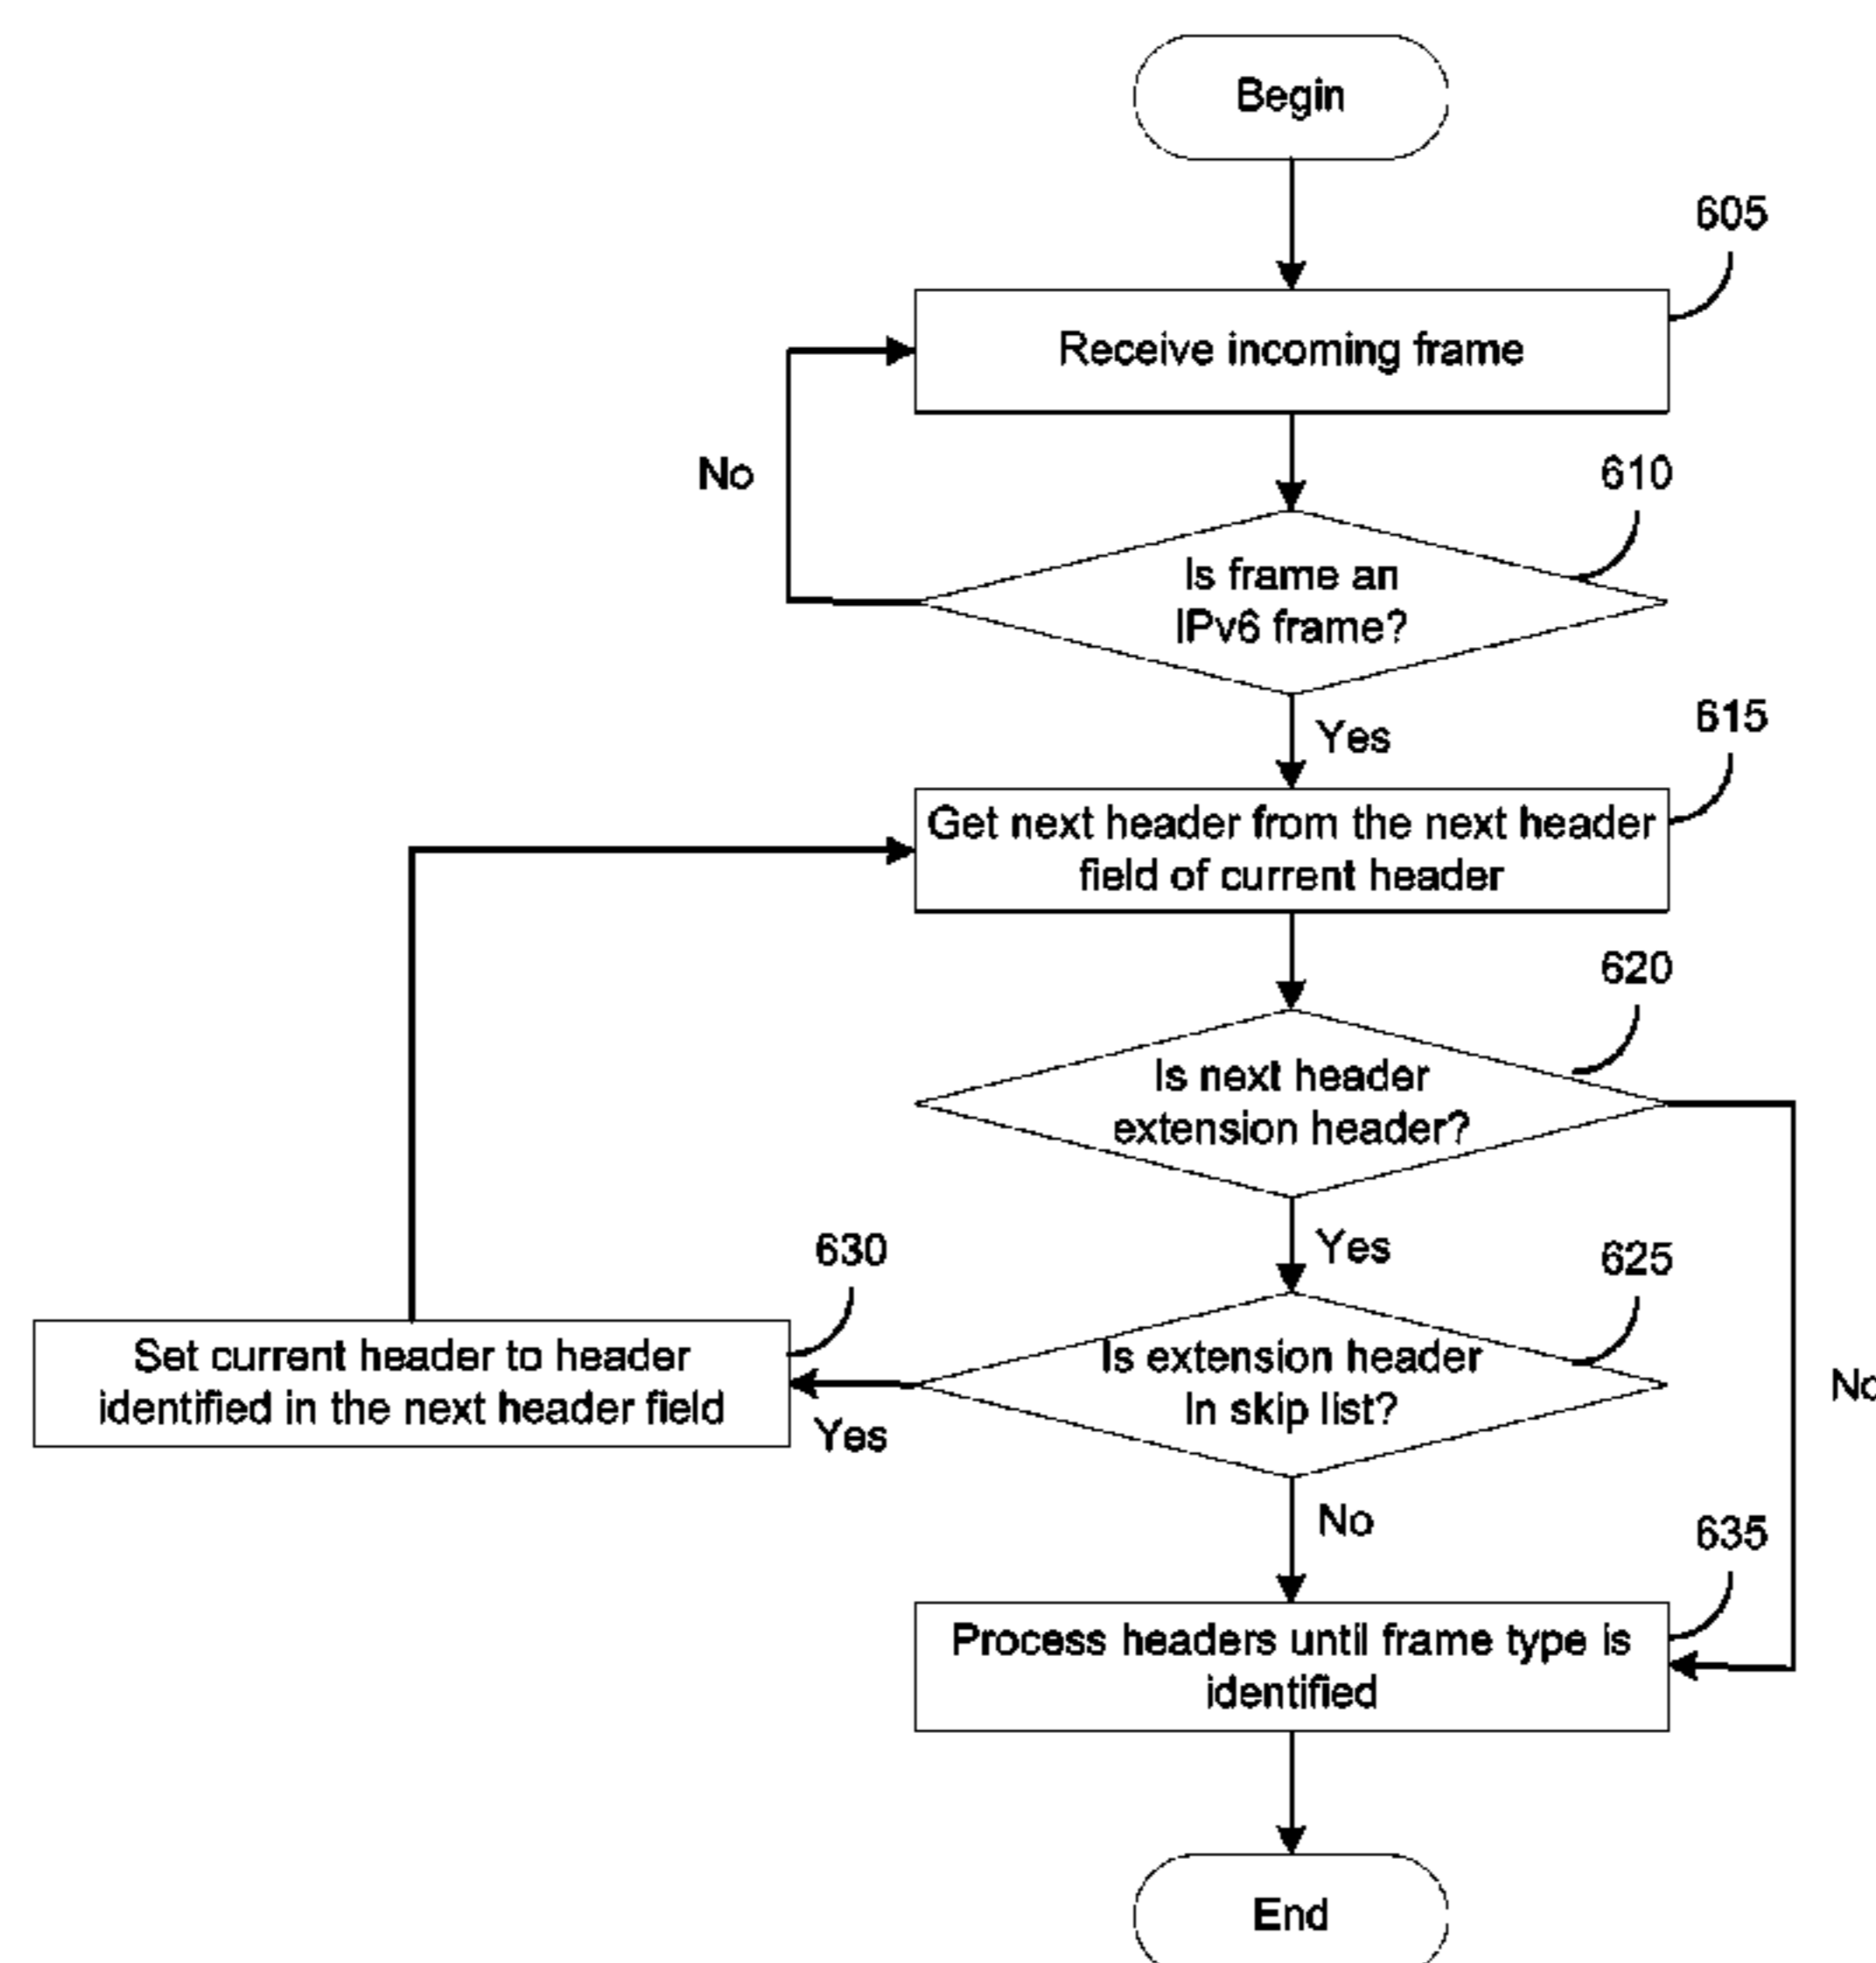 Begin
605
Receive incoming frame
No
610
Is frame an
IPv6 frame?
Yes
615
Get next header from the next header
field of current header
620
Is next header
extension header?
Yes
630
625
Set current header to header
identified in the next header field
Is extension header
in skip list?
No
Yes
No
635
Process headers until frame type is
identified
End